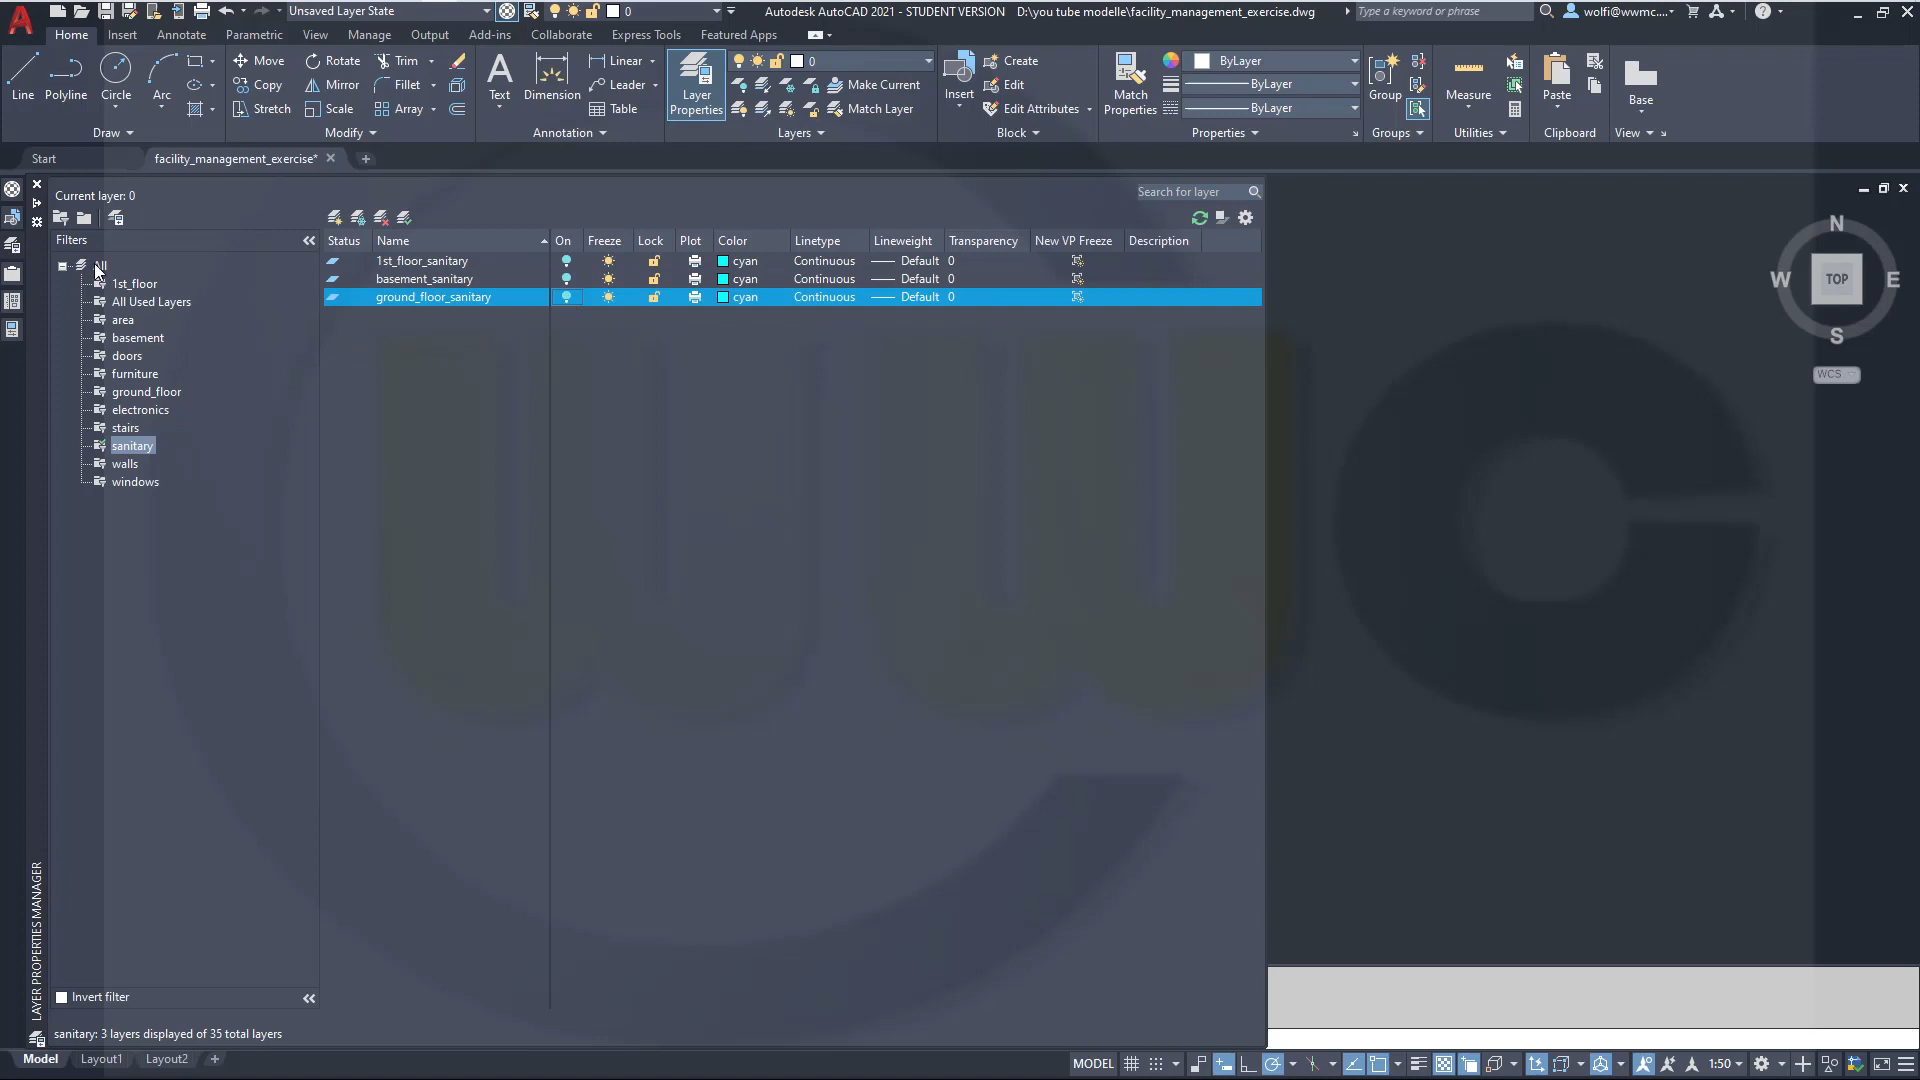 Unsaved Layer State
0
Autodesk AutoCAD 2021 - STUDENT VERSION D:\you tube modelle\facility_management_exercise.dwg
Type a keyword or phrase
wolfi@wwmc....
Home Insert Annotate Parametric View Manage Output Add-ins Collaborate Express Tools Featured Apps
Line Polyline Circle Arc
Move Rotate Trim
Copy Mirror Fillet
Stretch Scale Array
Text Dimension
Linear
Leader
Table
Layer Properties
0
Make Current
Match Layer
Insert
Create
Edit
Edit Attributes
Match Properties
ByLayer
ByLayer
ByLayer
Group
Measure
Paste
Base
Draw Modify Annotation Layers Block Properties Groups Utilities Clipboard View
Start facility_management_exercise*
Current layer: 0
Search for layer
Filters
Status Name On Freeze Lock Plot Color Linetype Lineweight Transparency New VP Freeze Description
1st_floor_sanitary cyan Continuous Default 0
basement_sanitary cyan Continuous Default 0
ground_floor_sanitary cyan Continuous Default 0
All
1st_floor
All Used Layers
area
basement
doors
furniture
ground_floor
electronics
stairs
sanitary
walls
windows
N
W TOP E
S
WCS
wwc
LAYER PROPERTIES MANAGER
Invert filter
sanitary: 3 layers displayed of 35 total layers
Model Layout1 Layout2
MODEL
1:50